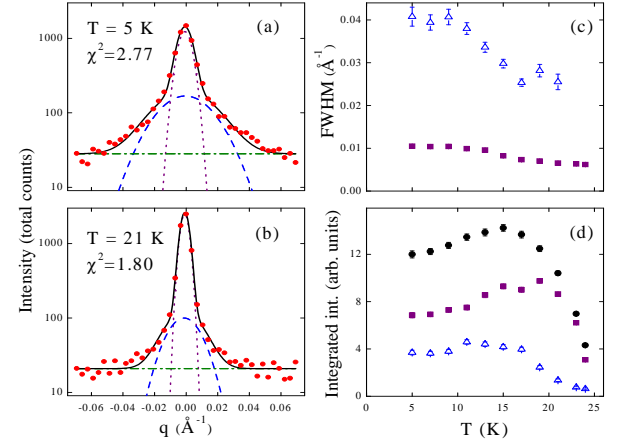 (a)
T = 5 K
χ²=2.77
1000
100
(b)
T = 21 K
χ²=1.80
1000
100
10
-0.06 -0.04 -0.02 0.00 0.02 0.04 0.06
q (Å⁻¹)
Intensity (total counts)
(c)
0.04
0.03
0.02
0.01
0.00
FWHM (Å⁻¹)
(d)
12
8
4
0
0 5 10 15 20 25
T (K)
Integrated int. (arb. units)